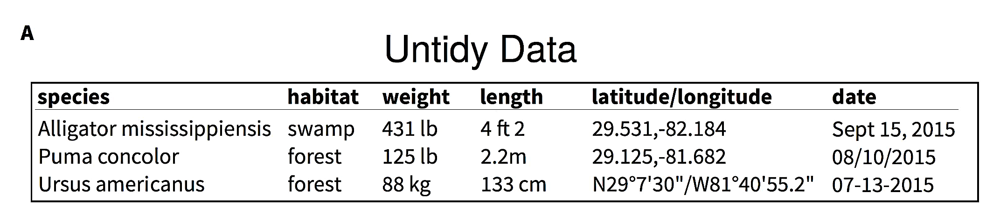 A
Untidy Data
species habitat weight length latitude/longitude date
Alligator mississippiensis swamp 431 lb 4 ft 2 29.531,-82.184 Sept 15, 2015
Puma concolor forest 125 lb 2.2m 29.125,-81.682 08/10/2015
Ursus americanus forest 88 kg 133 cm N29°7'30"/W81°40'55.2" 07-13-2015